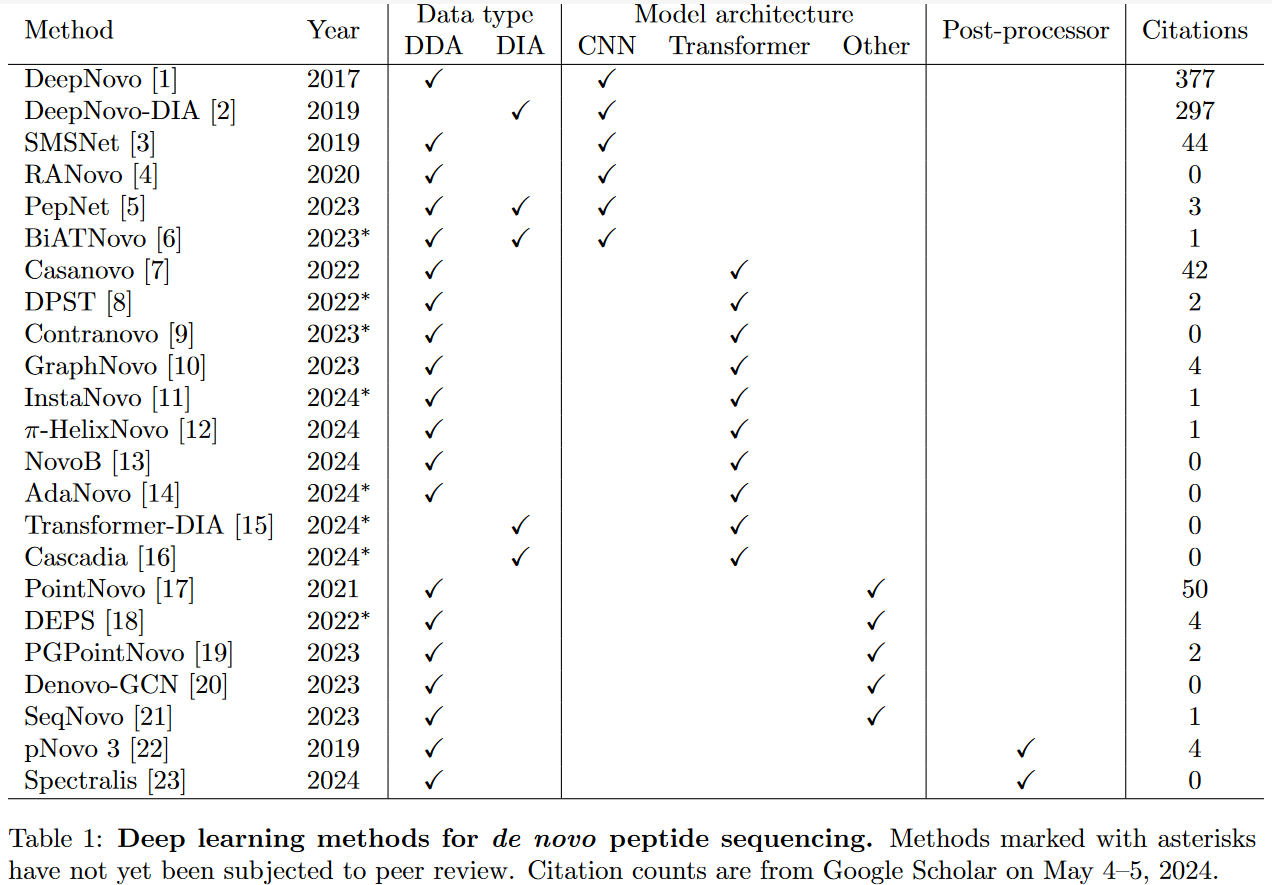 Method Year Data type Model architecture Post-processor Citations
DDA DIA CNN Transformer Other
DeepNovo [1] 2017 ✓ ✓ 377
DeepNovo-DIA [2] 2019 ✓ ✓ 297
SMSNet [3] 2019 ✓ ✓ 44
RANovo [4] 2020 ✓ ✓ 0
PepNet [5] 2023 ✓ ✓ ✓ 3
BiATNovo [6] 2023* ✓ ✓ ✓ 1
Casanovo [7] 2022 ✓ ✓ 42
DPST [8] 2022* ✓ ✓ 2
Contranovo [9] 2023* ✓ ✓ 0
GraphNovo [10] 2023 ✓ ✓ 4
InstaNovo [11] 2024* ✓ ✓ 1
π-HelixNovo [12] 2024 ✓ ✓ 1
NovoB [13] 2024 ✓ ✓ 0
AdaNovo [14] 2024* ✓ ✓ 0
Transformer-DIA [15] 2024* ✓ ✓ 0
Cascadia [16] 2024* ✓ ✓ 0
PointNovo [17] 2021 ✓ ✓ 50
DEPS [18] 2022* ✓ ✓ 4
PGPointNovo [19] 2023 ✓ ✓ 2
Denovo-GCN [20] 2023 ✓ ✓ 0
SeqNovo [21] 2023 ✓ ✓ 1
pNovo 3 [22] 2019 ✓ ✓ 4
Spectralis [23] 2024 ✓ ✓ 0
Table 1: Deep learning methods for de novo peptide sequencing. Methods marked with asterisks
have not yet been subjected to peer review. Citation counts are from Google Scholar on May 4–5, 2024.